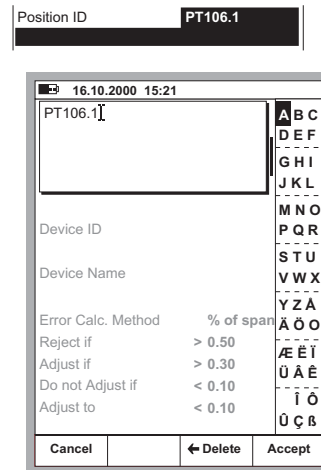 Position ID PT106.1
16.10.2000 15:21
PT106.1
A B C
D E F
G H I
J K L
M N O
Device ID
P Q R
S T U
Device Name
V W X
Y Z Å
Error Calc. Method % of span
Ä Ö O
Reject if > 0.50
Æ Ë Ï
Adjust if > 0.30
Ü Â Ê
Do not Adjust if < 0.10
Î Ô
Adjust to < 0.10
Û Ç ß
Cancel ← Delete Accept